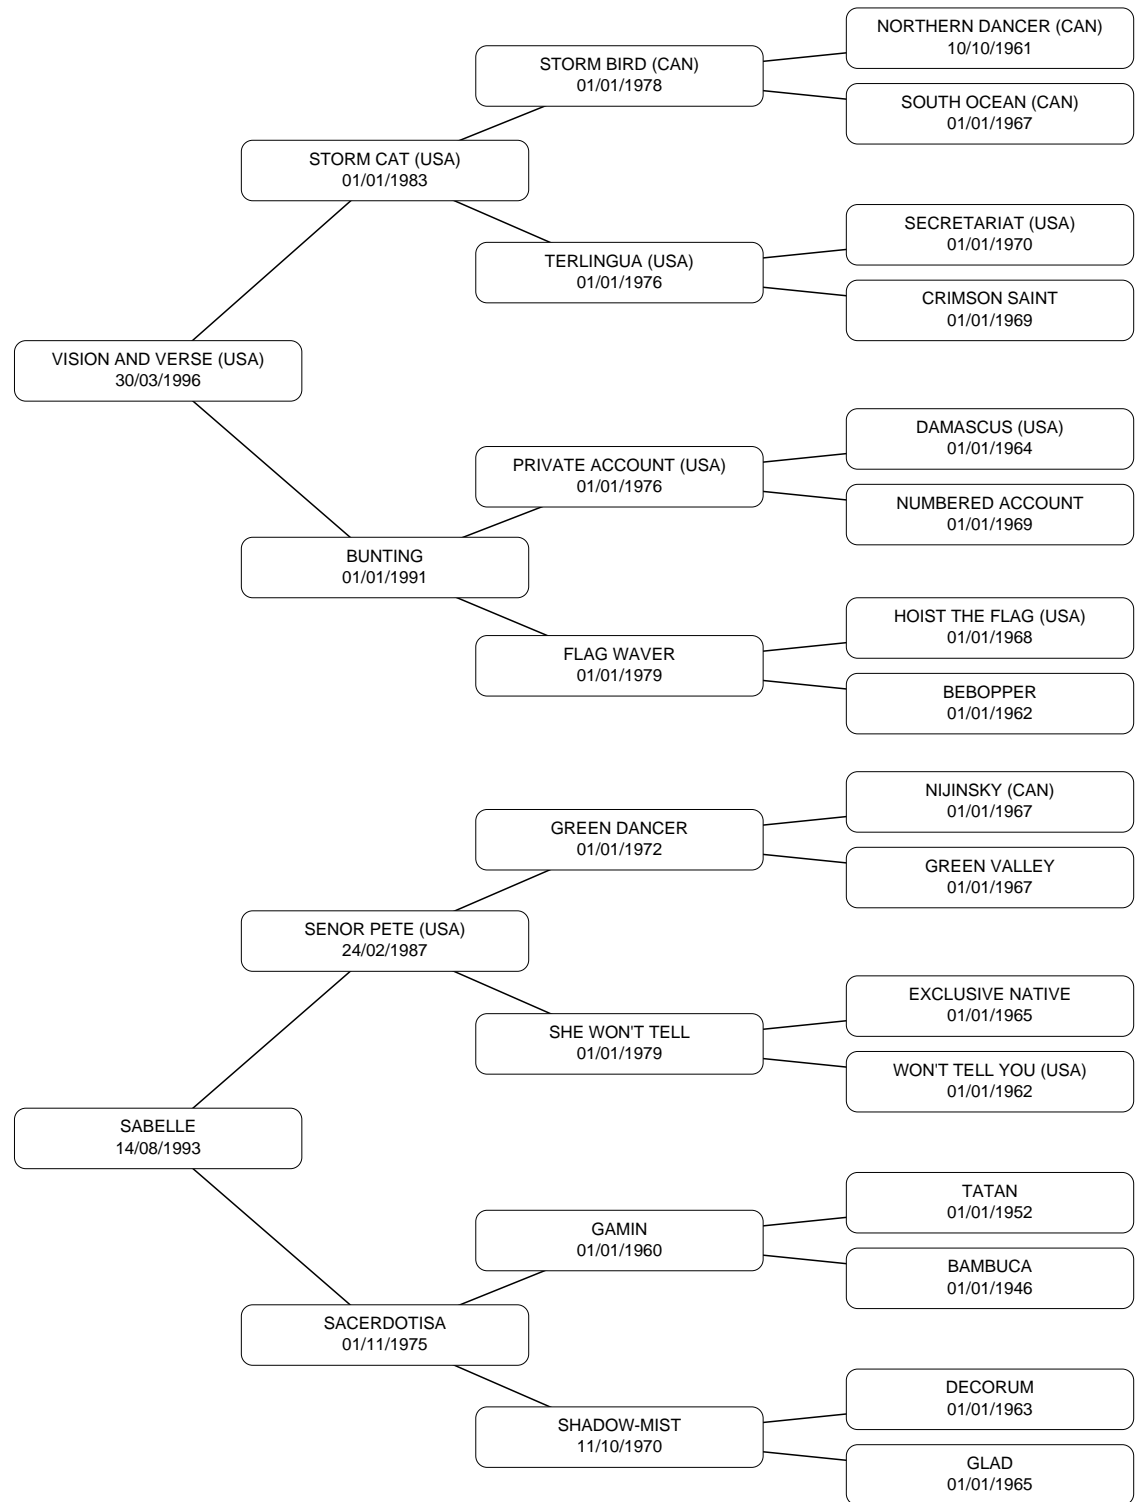 NORTHERN DANCER (CAN)
10/10/1961
STORM BIRD (CAN)
01/01/1978
SOUTH OCEAN (CAN)
01/01/1967
STORM CAT (USA)
01/01/1983
SECRETARIAT (USA)
01/01/1970
TERLINGUA (USA)
01/01/1976
CRIMSON SAINT
01/01/1969
VISION AND VERSE (USA)
30/03/1996
DAMASCUS (USA)
01/01/1964
PRIVATE ACCOUNT (USA)
01/01/1976
NUMBERED ACCOUNT
01/01/1969
BUNTING
01/01/1991
HOIST THE FLAG (USA)
01/01/1968
FLAG WAVER
01/01/1979
BEBOPPER
01/01/1962
NIJINSKY (CAN)
01/01/1967
GREEN DANCER
01/01/1972
GREEN VALLEY
01/01/1967
SENOR PETE (USA)
24/02/1987
EXCLUSIVE NATIVE
01/01/1965
SHE WON'T TELL
01/01/1979
WON'T TELL YOU (USA)
01/01/1962
SABELLE
14/08/1993
TATAN
01/01/1952
GAMIN
01/01/1960
BAMBUCA
01/01/1946
SACERDOTISA
01/11/1975
DECORUM
01/01/1963
SHADOW-MIST
11/10/1970
GLAD
01/01/1965